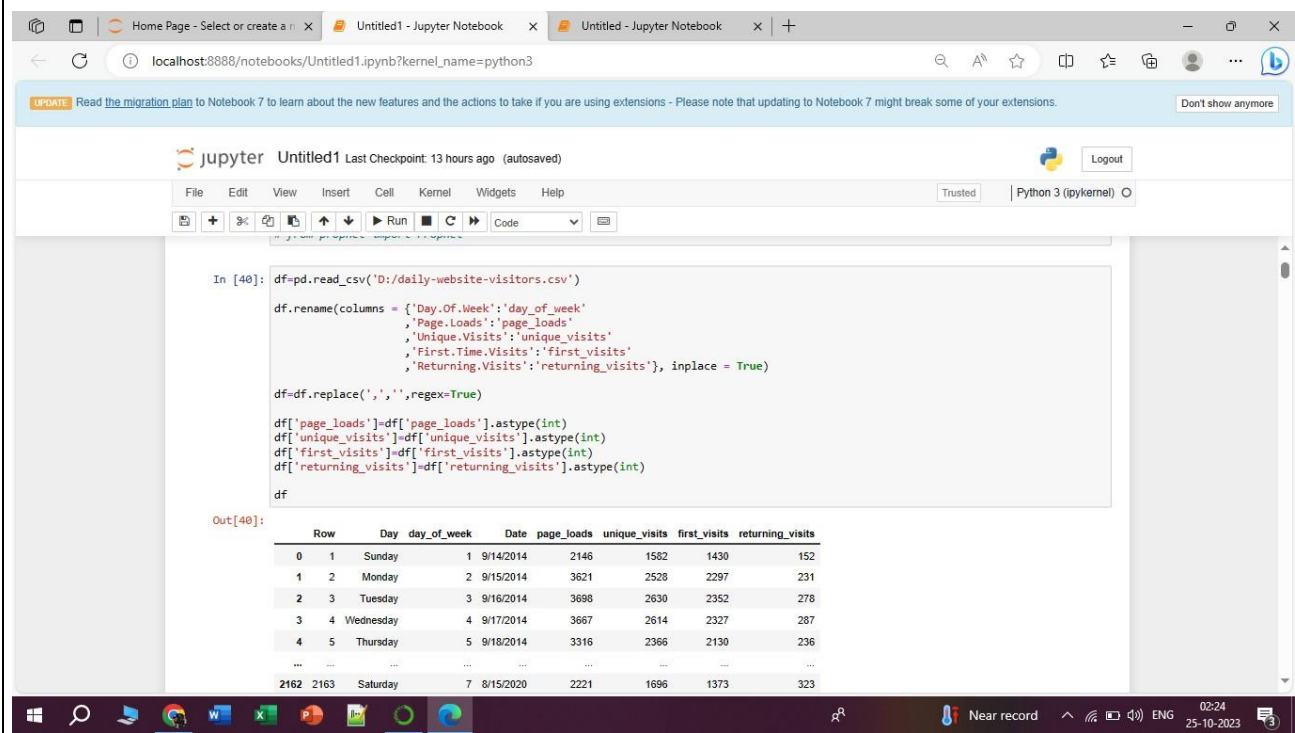 Home Page - Select or create a n
Untitled1 - Jupyter Notebook
Untitled - Jupyter Notebook
localhost:8888/notebooks/Untitled1.ipynb?kernel_name=python3
UPDATE Read the migration plan to Notebook 7 to learn about the new features and the actions to take if you are using extensions - Please note that updating to Notebook 7 might break some of your extensions. Don't show anymore
jupyter Untitled1 Last Checkpoint: 13 hours ago (autosaved) Logout
File Edit View Insert Cell Kernel Widgets Help Trusted Python 3 (ipykernel)
Run Code
# from prophet import Prophet
In [40]: df=pd.read_csv('D:/daily-website-visitors.csv')
df.rename(columns = {'Day.Of.Week':'day_of_week'
,'Page.Loads':'page_loads'
,'Unique.Visits':'unique_visits'
,'First.Time.Visits':'first_visits'
,'Returning.Visits':'returning_visits'}, inplace = True)
df=df.replace(',','',regex=True)
df['page_loads']=df['page_loads'].astype(int)
df['unique_visits']=df['unique_visits'].astype(int)
df['first_visits']=df['first_visits'].astype(int)
df['returning_visits']=df['returning_visits'].astype(int)
df
Out[40]:
Row Day day_of_week Date page_loads unique_visits first_visits returning_visits
0 1 Sunday 1 9/14/2014 2146 1582 1430 152
1 2 Monday 2 9/15/2014 3621 2528 2297 231
2 3 Tuesday 3 9/16/2014 3698 2630 2352 278
3 4 Wednesday 4 9/17/2014 3667 2614 2327 287
4 5 Thursday 5 9/18/2014 3316 2366 2130 236
... ... ... ... ... ... ... ... ...
2162 2163 Saturday 7 8/15/2020 2221 1696 1373 323
Near record ENG 02:24
25-10-2023